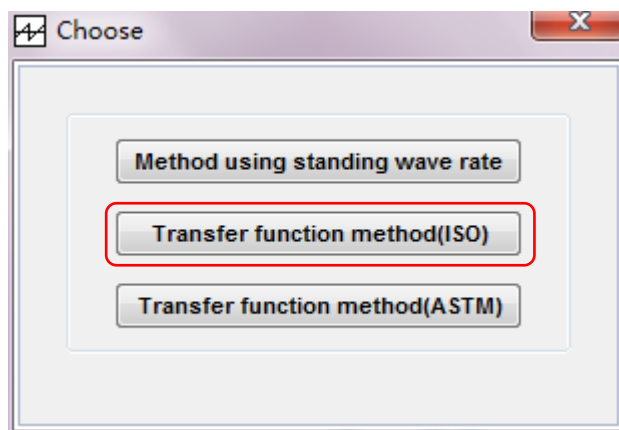 Choose
Method using standing wave rate
Transfer function method(ISO)
Transfer function method(ASTM)